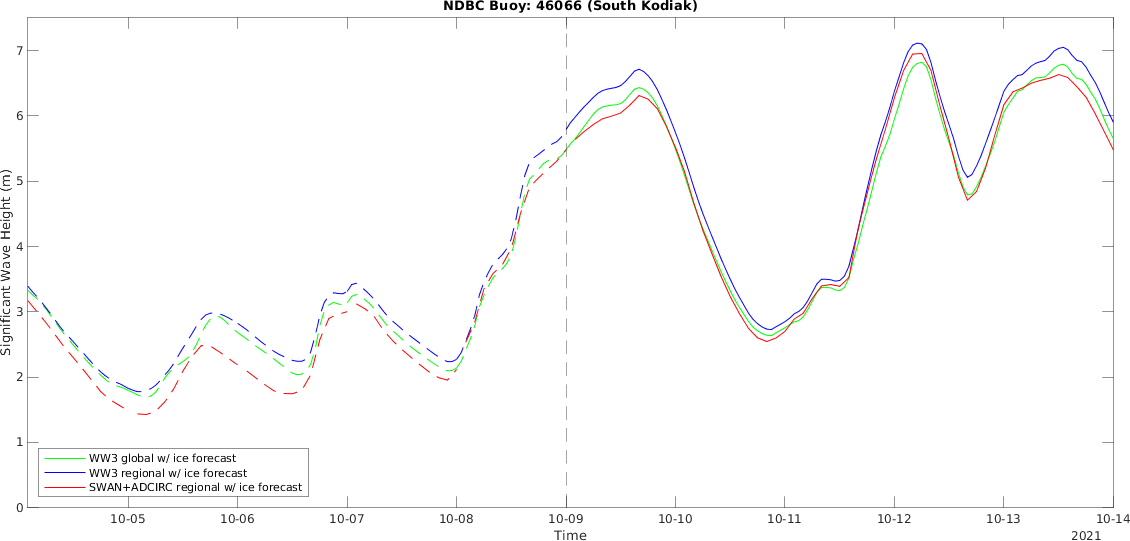 NDBC Buoy: 46066 (South Kodiak)
Significant Wave Height (m)
7
6
5
4
3
2
1
0
WW3 global w/ ice forecast
WW3 regional w/ ice forecast
SWAN+ADCIRC regional w/ ice forecast
10-05 10-06 10-07 10-08 10-09 10-10 10-11 10-12 10-13 10-14
Time
2021